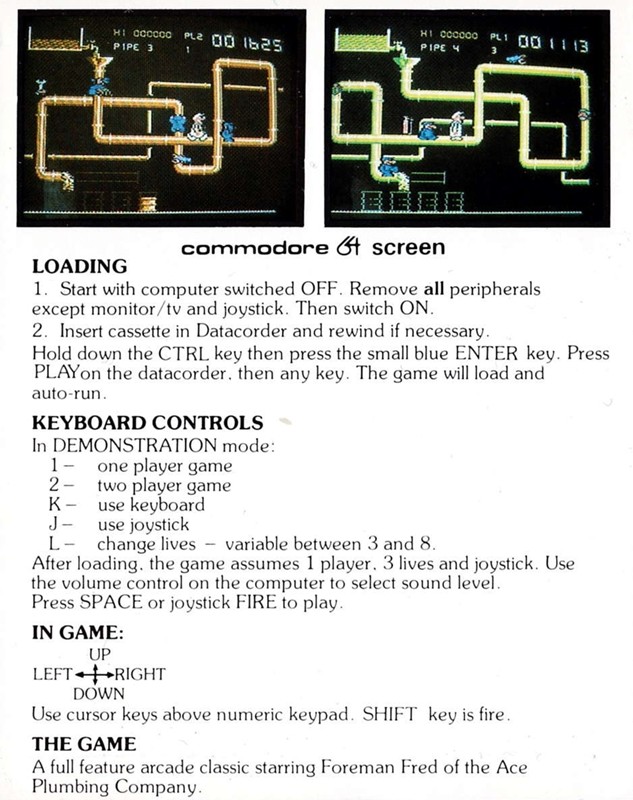 HI 000000 PL2 001625
PIPE 3 1
HI 000000 PL1 001113
PIPE 4 3
commodore 64 screen
LOADING
1. Start with computer switched OFF. Remove all peripherals
except monitor/tv and joystick. Then switch ON.
2. Insert cassette in Datacorder and rewind if necessary.
Hold down the CTRL key then press the small blue ENTER key. Press
PLAY on the datacorder, then any key. The game will load and
auto-run.
KEYBOARD CONTROLS
In DEMONSTRATION mode:
1 – one player game
2 – two player game
K – use keyboard
J – use joystick
L – change lives – variable between 3 and 8.
After loading, the game assumes 1 player, 3 lives and joystick. Use
the volume control on the computer to select sound level.
Press SPACE or joystick FIRE to play.
IN GAME:
UP
LEFT RIGHT
DOWN
Use cursor keys above numeric keypad. SHIFT key is fire.
THE GAME
A full feature arcade classic starring Foreman Fred of the Ace
Plumbing Company.